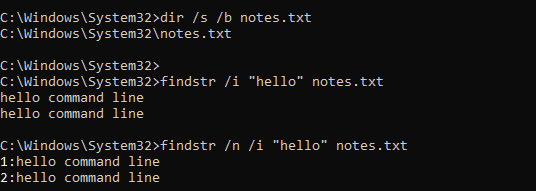 C:\Windows\System32>dir /s /b notes.txt
C:\Windows\System32\notes.txt
C:\Windows\System32>
C:\Windows\System32>findstr /i "hello" notes.txt
hello command line
hello command line
C:\Windows\System32>findstr /n /i "hello" notes.txt
1:hello command line
2:hello command line